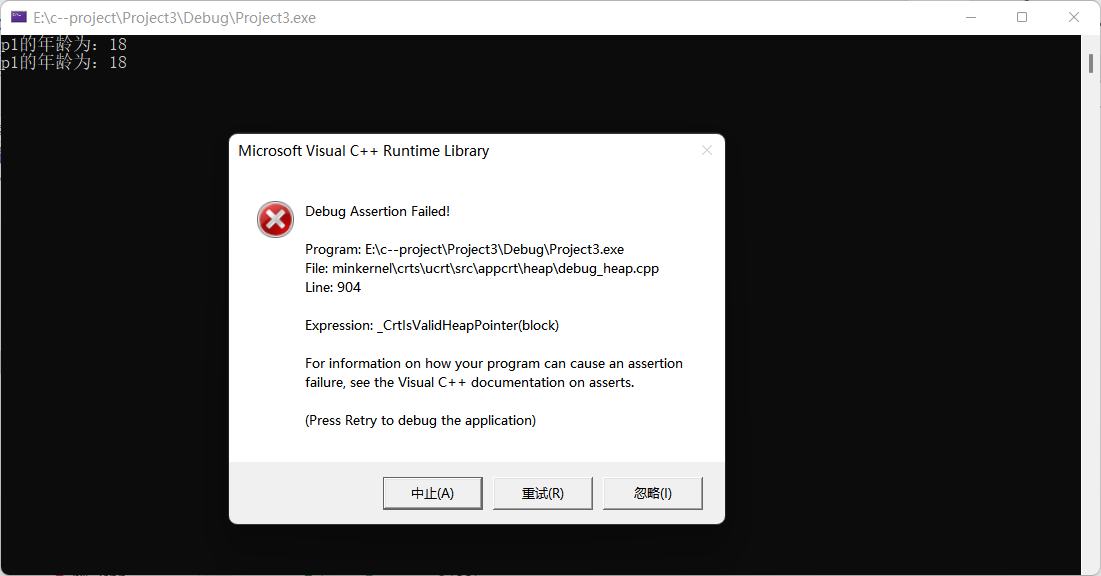 E:\c--project\Project3\Debug\Project3.exe
p1的年龄为：18
p1的年龄为：18
Microsoft Visual C++ Runtime Library
Debug Assertion Failed!
Program: E:\c--project\Project3\Debug\Project3.exe
File: minkernel\crts\ucrt\src\appcrt\heap\debug_heap.cpp
Line: 904
Expression: _CrtIsValidHeapPointer(block)
For information on how your program can cause an assertion
failure, see the Visual C++ documentation on asserts.
(Press Retry to debug the application)
中止(A) 重试(R) 忽略(I)